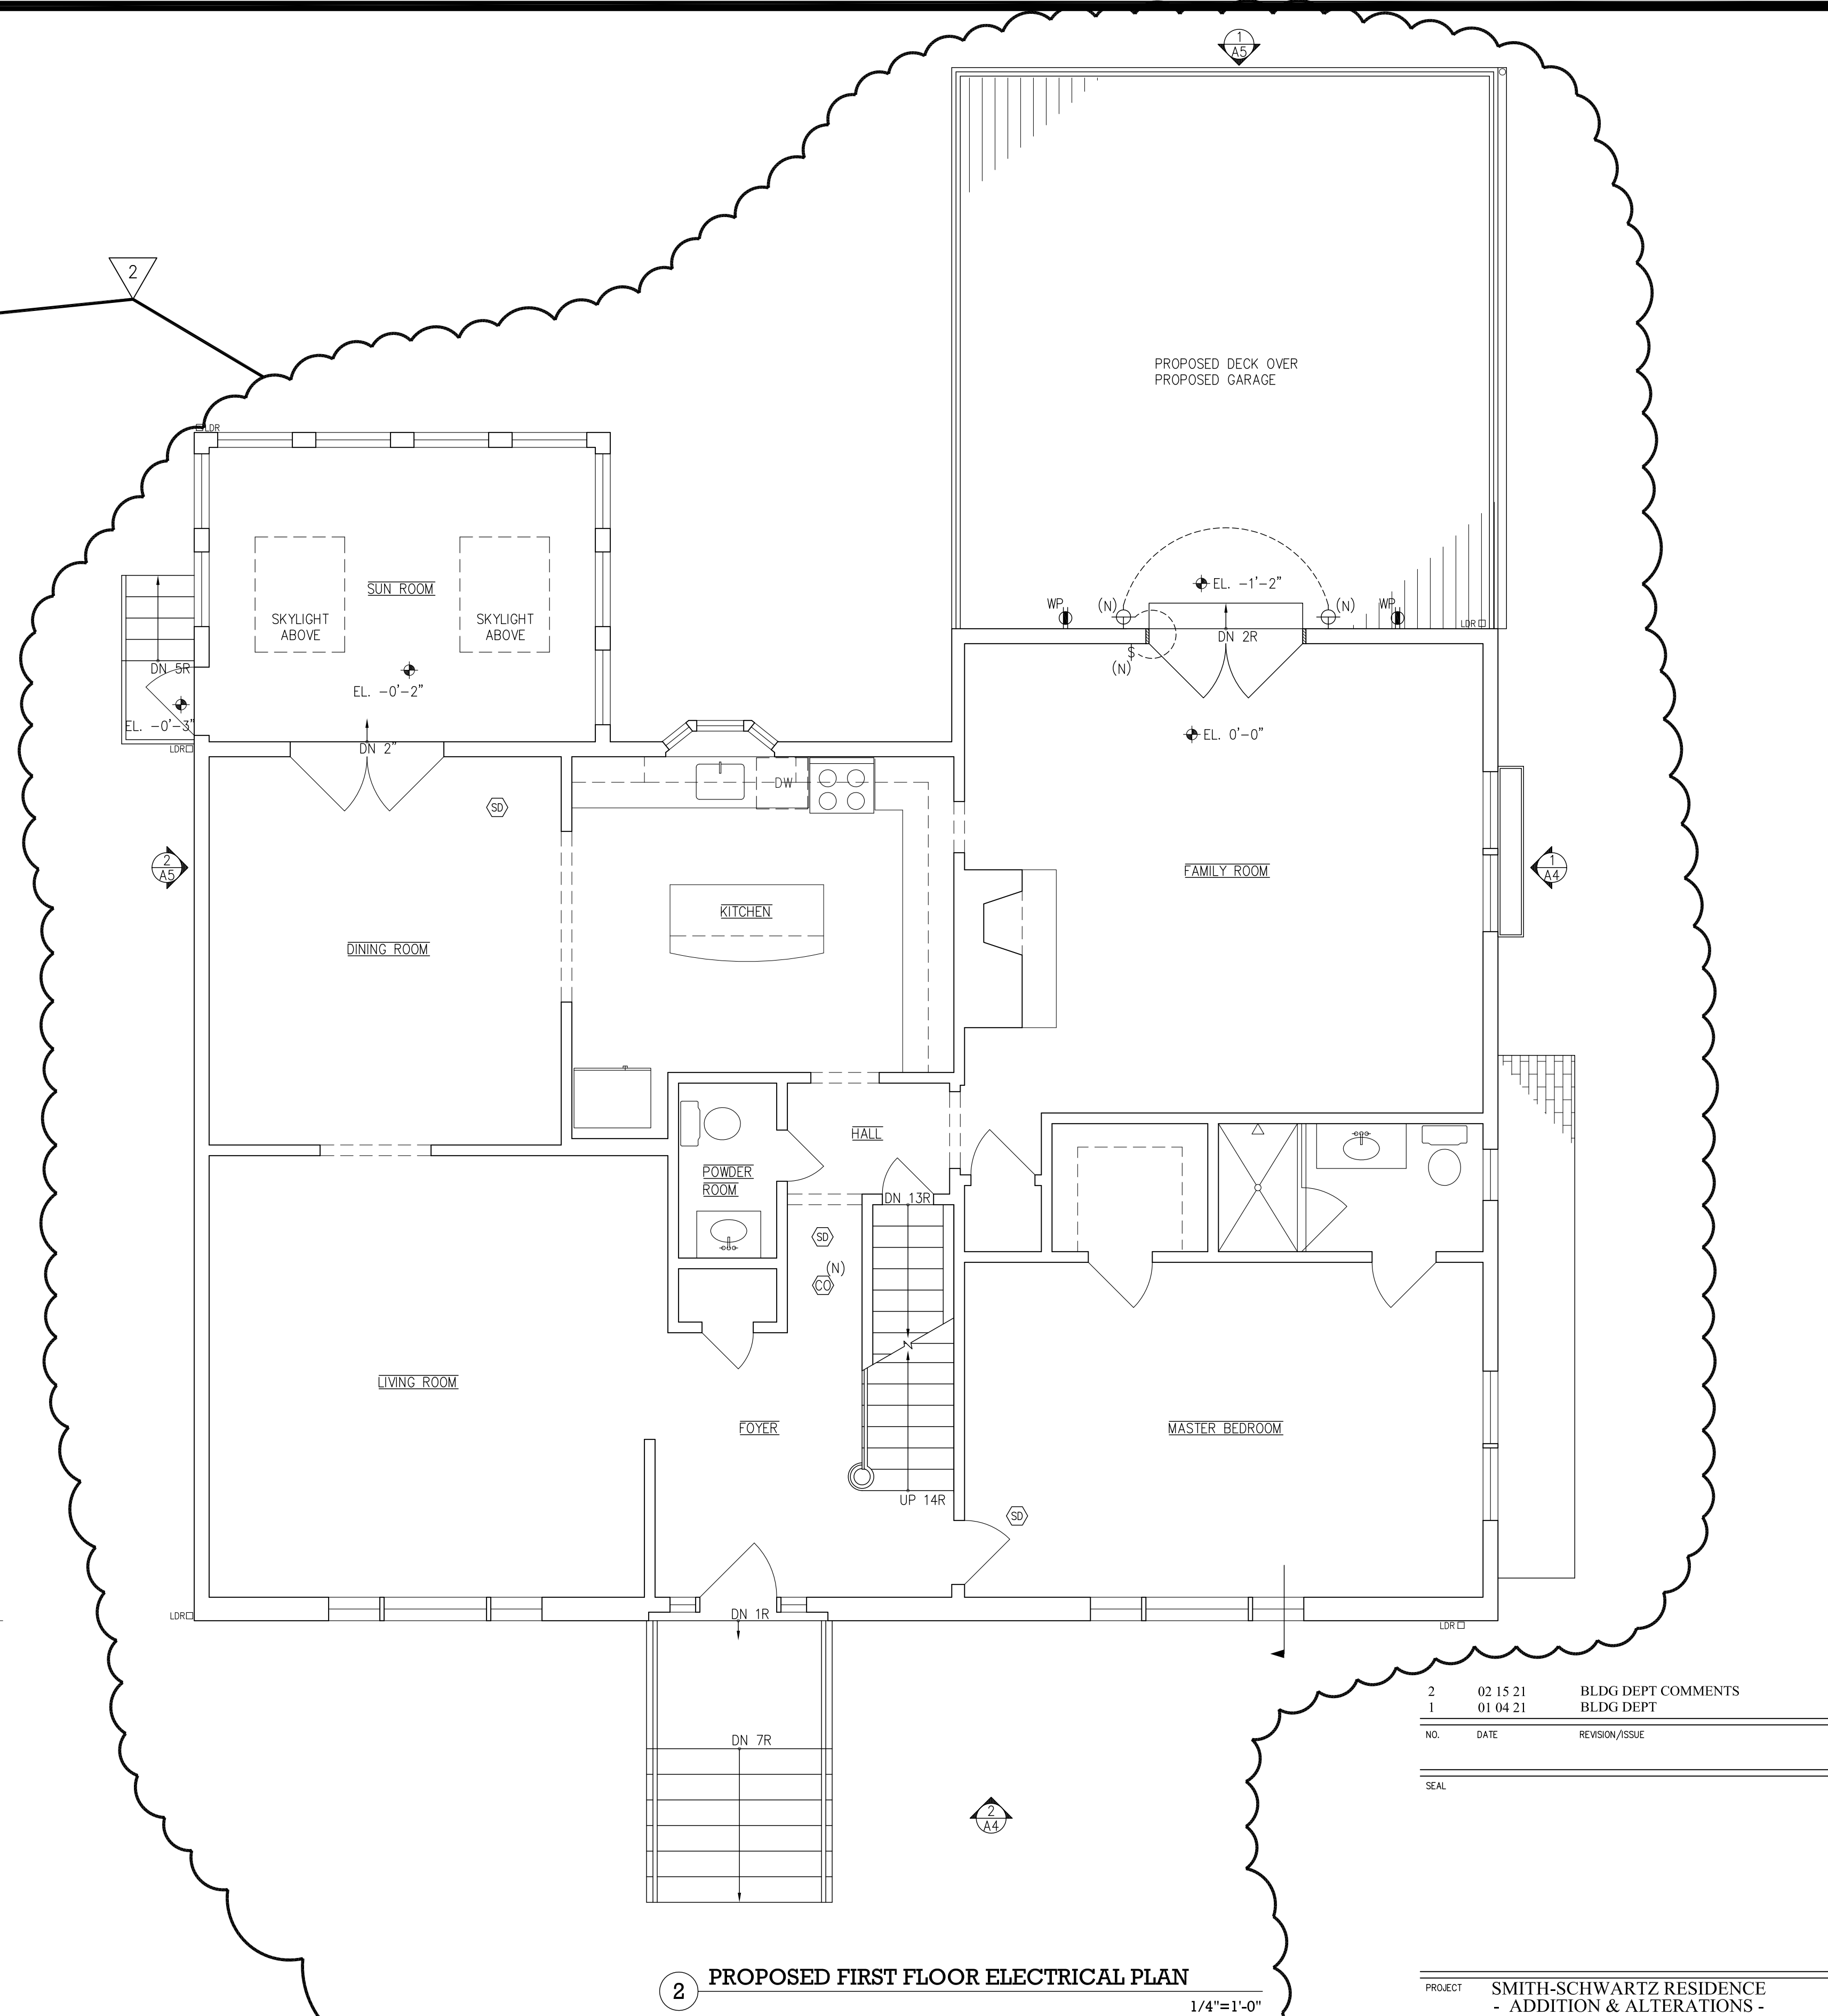 1
A5
2
PROPOSED DECK OVER
PROPOSED GARAGE
LDR
SUN ROOM
SKYLIGHT
ABOVE
SKYLIGHT
ABOVE
EL. -1'-2"
WP
(N)
(N)
WP
LDR
DN 2R
$
(N)
DN 5R
EL. -0'-2"
EL. -0'-3"
LDR
DN 2"
EL. 0'-0"
DW
SD
2
A5
FAMILY ROOM
1
A4
KITCHEN
DINING ROOM
HALL
POWDER
ROOM
DN 13R
SD
(N)
CO
LIVING ROOM
FOYER
MASTER BEDROOM
UP 14R
SD
DN 1R
LDR
LDR
DN 7R
2
A4
2 02 15 21 BLDG DEPT COMMENTS
1 01 04 21 BLDG DEPT
NO. DATE REVISION/ISSUE
SEAL
2 PROPOSED FIRST FLOOR ELECTRICAL PLAN
1/4"=1'-0"
PROJECT SMITH-SCHWARTZ RESIDENCE
- ADDITION & ALTERATIONS -